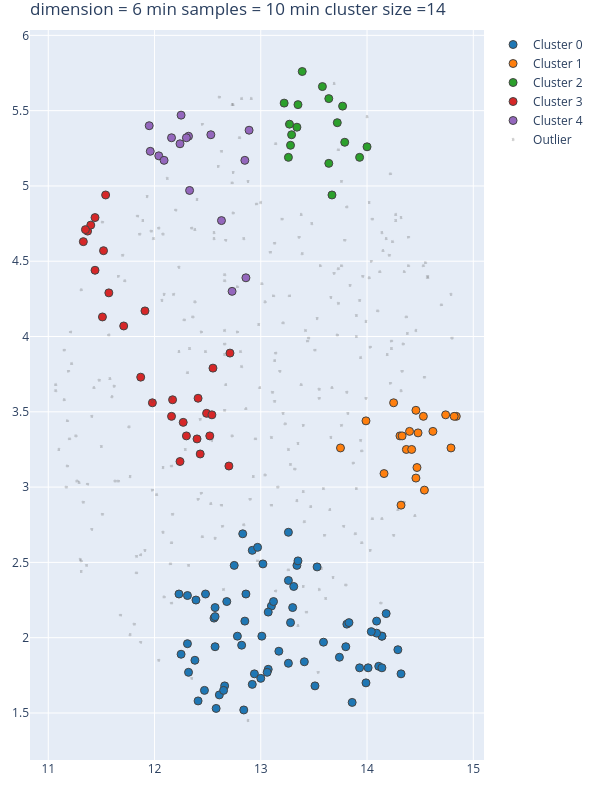 dimension = 6 min samples = 10 min cluster size =14
6
5.5
5
4.5
4
3.5
3
2.5
2
1.5
11
12
13
14
15
Cluster 0
Cluster 1
Cluster 2
Cluster 3
Cluster 4
Outlier